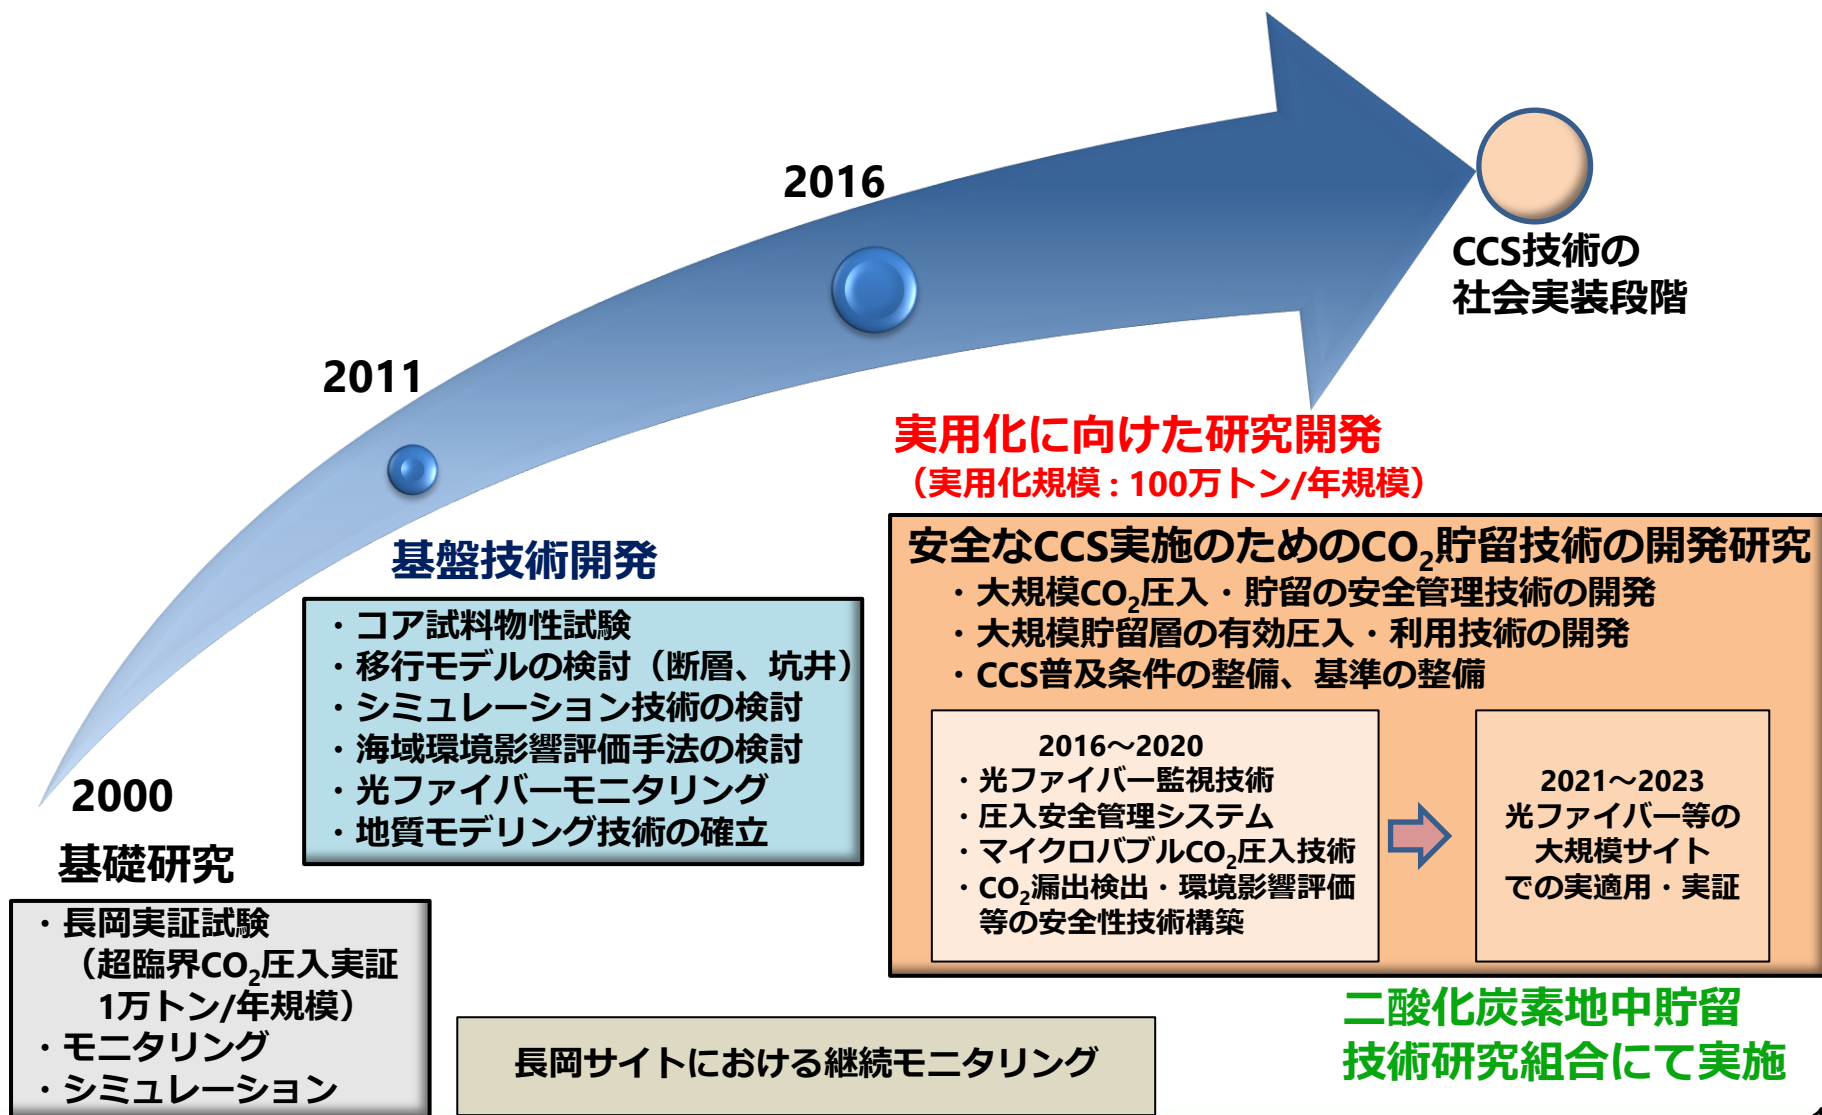 2016
CCS技術の
社会実装段階
2011
実用化に向けた研究開発
（実用化規模：100万トン/年規模）
安全なCCS実施のためのCO₂貯留技術の開発研究
・大規模CO₂圧入・貯留の安全管理技術の開発
・大規模貯留層の有効圧入・利用技術の開発
・CCS普及条件の整備、基準の整備
2016～2020
・光ファイバー監視技術
・圧入安全管理システム
・マイクロバブルCO₂圧入技術
・CO₂漏出検出・環境影響評価
等の安全性技術構築
2021～2023
光ファイバー等の
大規模サイト
での実適用・実証
基盤技術開発
・コア試料物性試験
・移行モデルの検討（断層、坑井）
・シミュレーション技術の検討
・海域環境影響評価手法の検討
・光ファイバーモニタリング
・地質モデリング技術の確立
2000
基礎研究
・長岡実証試験
（超臨界CO₂圧入実証
1万トン/年規模）
・モニタリング
・シミュレーション
長岡サイトにおける継続モニタリング
二酸化炭素地中貯留
技術研究組合にて実施